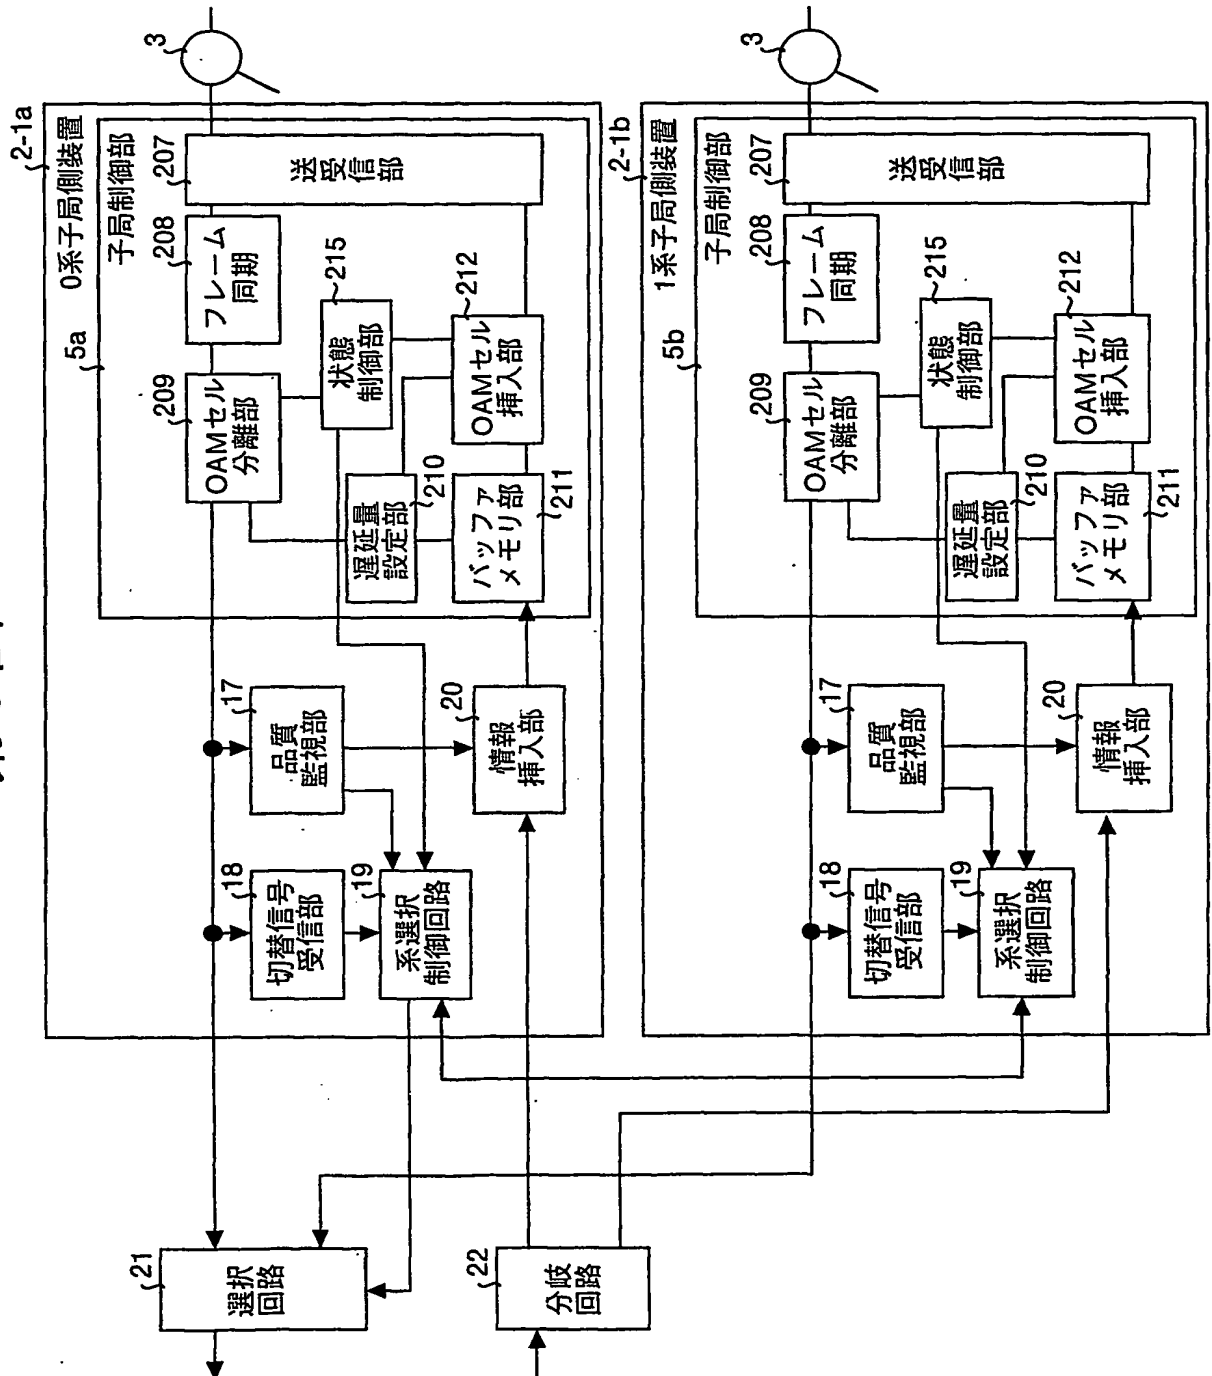 3
2-1a
0系子局側装置
5a
子局制御部
207
送受信部
208
フレーム
同期
209
OAMセル
分離部
215
状態
制御部
212
OAMセル
挿入部
遅延量
設定部
210
バッファ
メモリ部
211
17
品質
監視部
20
情報
挿入部
18
切替信号
受信部
19
系選択
制御回路
21
選択
回路
22
分岐
回路
3
2-1b
1系子局側装置
5b
子局制御部
207
送受信部
208
フレーム
同期
209
OAMセル
分離部
215
状態
制御部
212
OAMセル
挿入部
遅延量
設定部
210
バッファ
メモリ部
211
17
品質
監視部
20
情報
挿入部
18
切替信号
受信部
19
系選択
制御回路